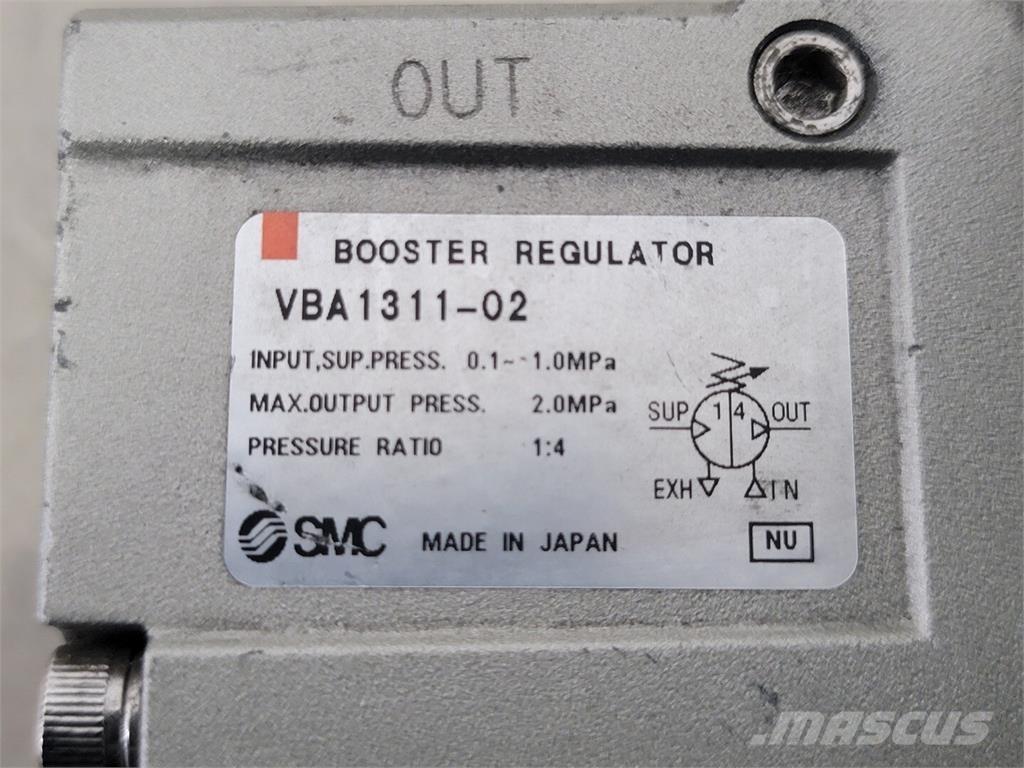 OUT
BOOSTER REGULATOR
VBA1311-02
INPUT,SUP.PRESS. 0.1~ 1.0MPa
MAX.OUTPUT PRESS. 2.0MPa
PRESSURE RATIO 1:4
SUP 1 4 OUT
EXH IN
SMC MADE IN JAPAN NU
MASCUS